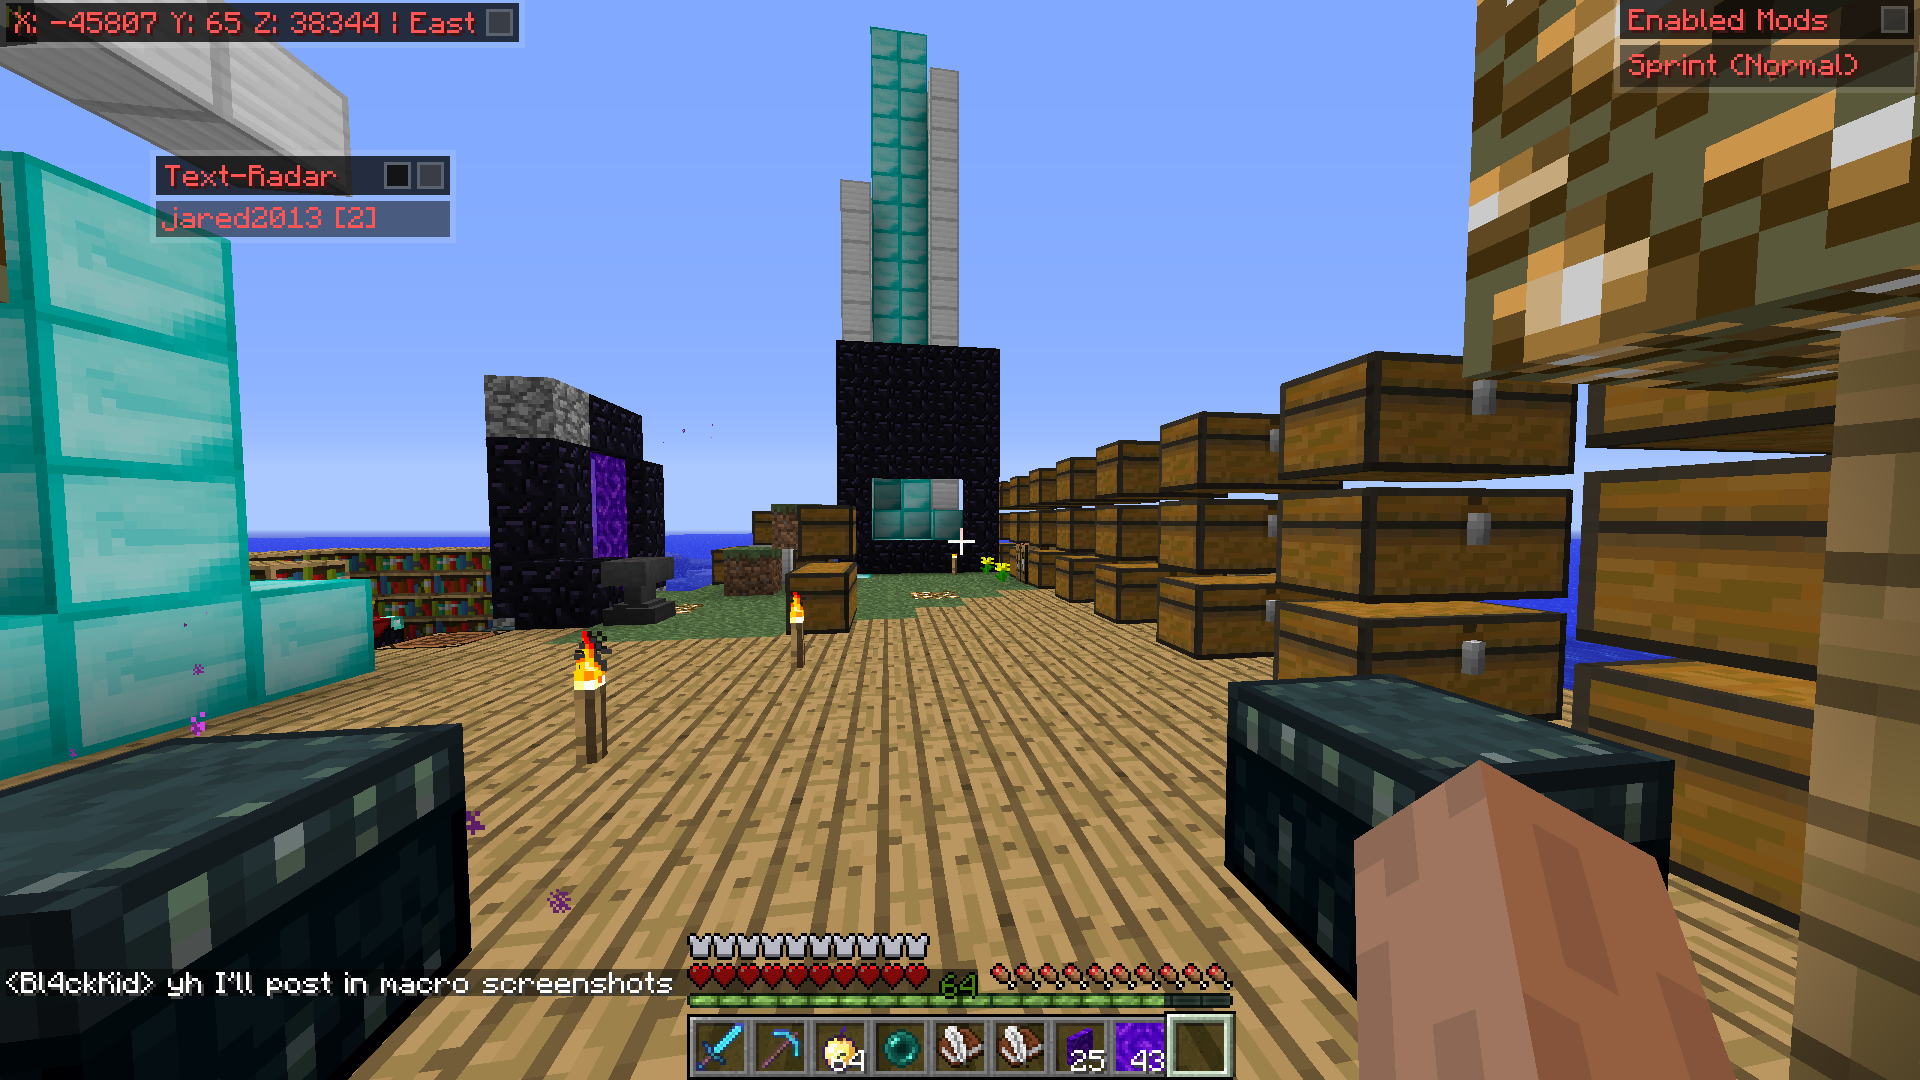 X: -45807 Y: 65 Z: 38344 | East
Enabled Mods
Sprint (Normal)
Text-Radar
jared2013 [2]
<Bl4ckKid> yh I'll post in macro screenshots
64
64
25
43